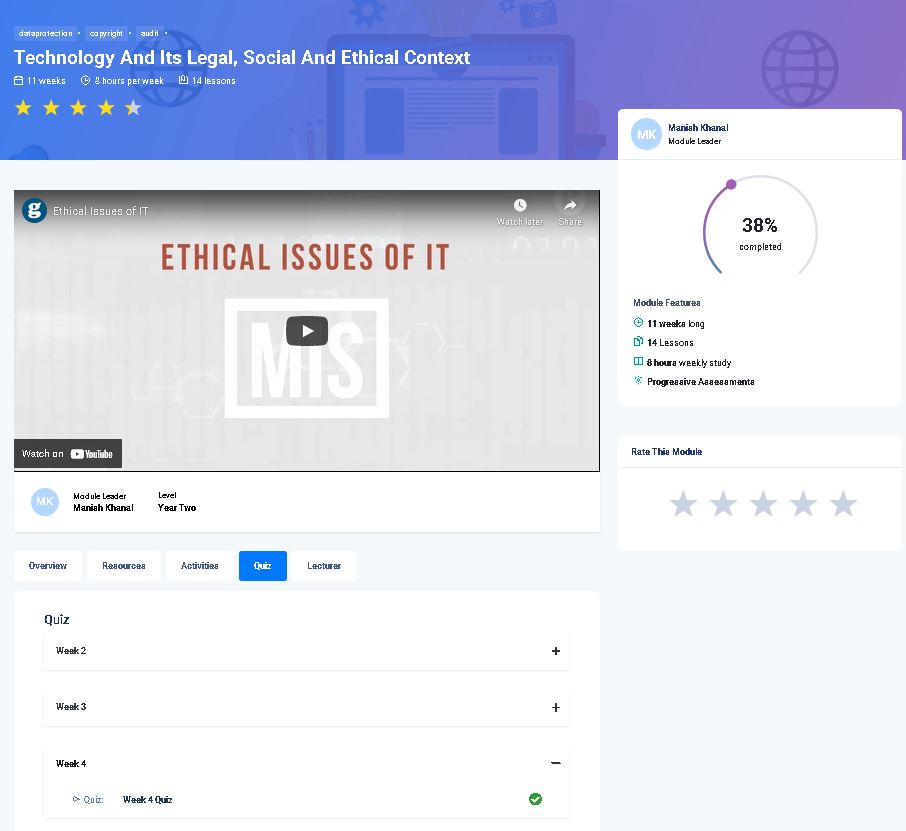 dataprotection • copyright • audit •
Technology And Its Legal, Social And Ethical Context
11 weeks 8 hours per week 14 lessons
MK Manish Khanal
Module Leader
g Ethical Issues of IT Watch later Share
ETHICAL ISSUES OF IT
MIS
Watch on YouTube
38%
completed
Module Features
11 weeks long
14 Lessons
8 hours weekly study
Progressive Assessments
Rate This Module
MK Module Leader Level
Manish Khanal Year Two
Overview Resources Activities Quiz Lecturer
Quiz
Week 2
Week 3
Week 4
Quiz: Week 4 Quiz